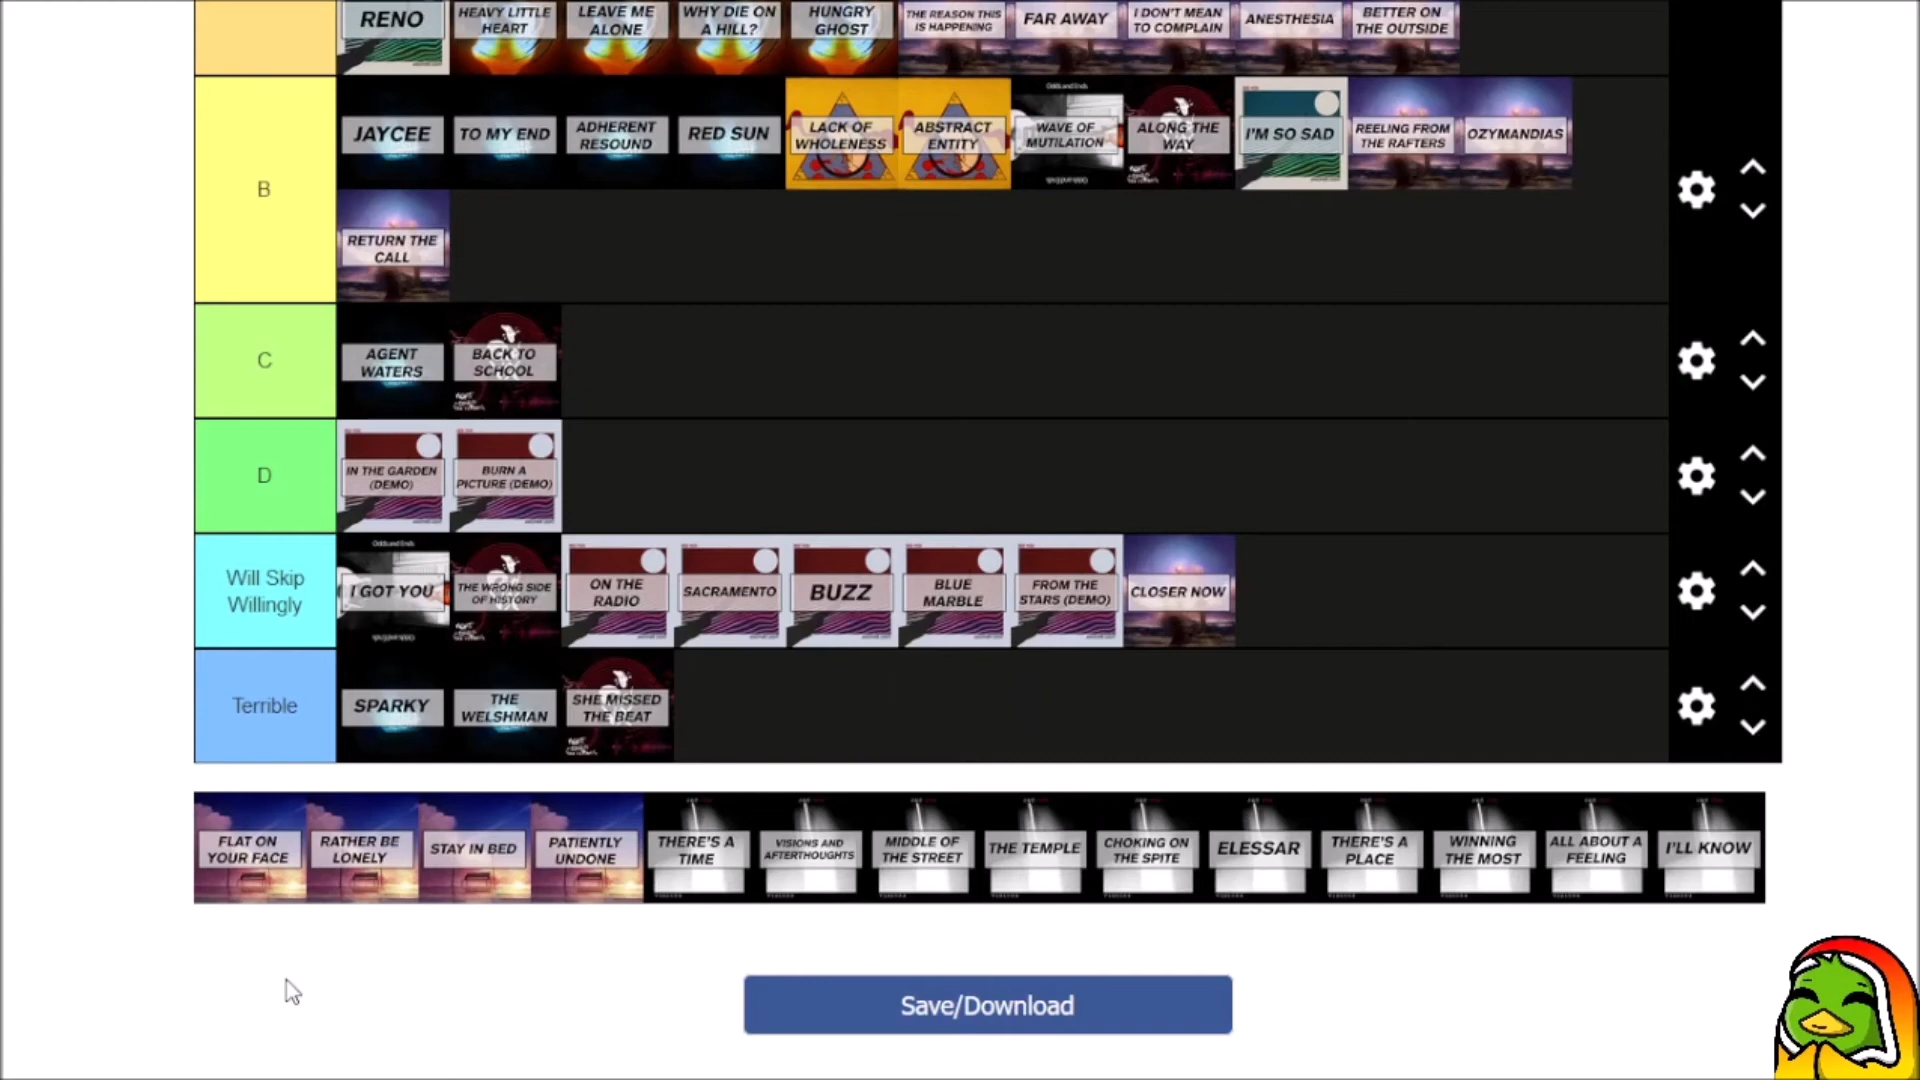 RENO
HEAVY LITTLE
HEART
LEAVE ME
ALONE
WHY DIE ON
A HILL?
HUNGRY
GHOST
THE REASON THIS
IS HAPPENING
FAR AWAY
I DON'T MEAN
TO COMPLAIN
ANESTHESIA
BETTER ON
THE OUTSIDE
B
JAYCEE
TO MY END
ADHERENT
RESOUND
RED SUN
LACK OF
WHOLENESS
ABSTRACT
ENTITY
Odds and Ends
WAVE OF
MUTILATION
ALONG THE
WAY
I'M SO SAD
REELING FROM
THE RAFTERS
OZYMANDIAS
RETURN THE
CALL
C
AGENT
WATERS
BACK TO
SCHOOL
D
IN THE GARDEN
(DEMO)
BURN A
PICTURE (DEMO)
Will Skip
Willingly
Odds and Ends
I GOT YOU
THE WRONG SIDE
OF HISTORY
ON THE
RADIO
SACRAMENTO
BUZZ
BLUE
MARBLE
FROM THE
STARS (DEMO)
CLOSER NOW
Terrible
SPARKY
THE
WELSHMAN
SHE MISSED
THE BEAT
FLAT ON
YOUR FACE
RATHER BE
LONELY
STAY IN BED
PATIENTLY
UNDONE
THERE'S A
TIME
VISIONS AND
AFTERTHOUGHTS
MIDDLE OF
THE STREET
THE TEMPLE
CHOKING ON
THE SPITE
ELESSAR
THERE'S A
PLACE
WINNING
THE MOST
ALL ABOUT A
FEELING
I'LL KNOW
Save/Download